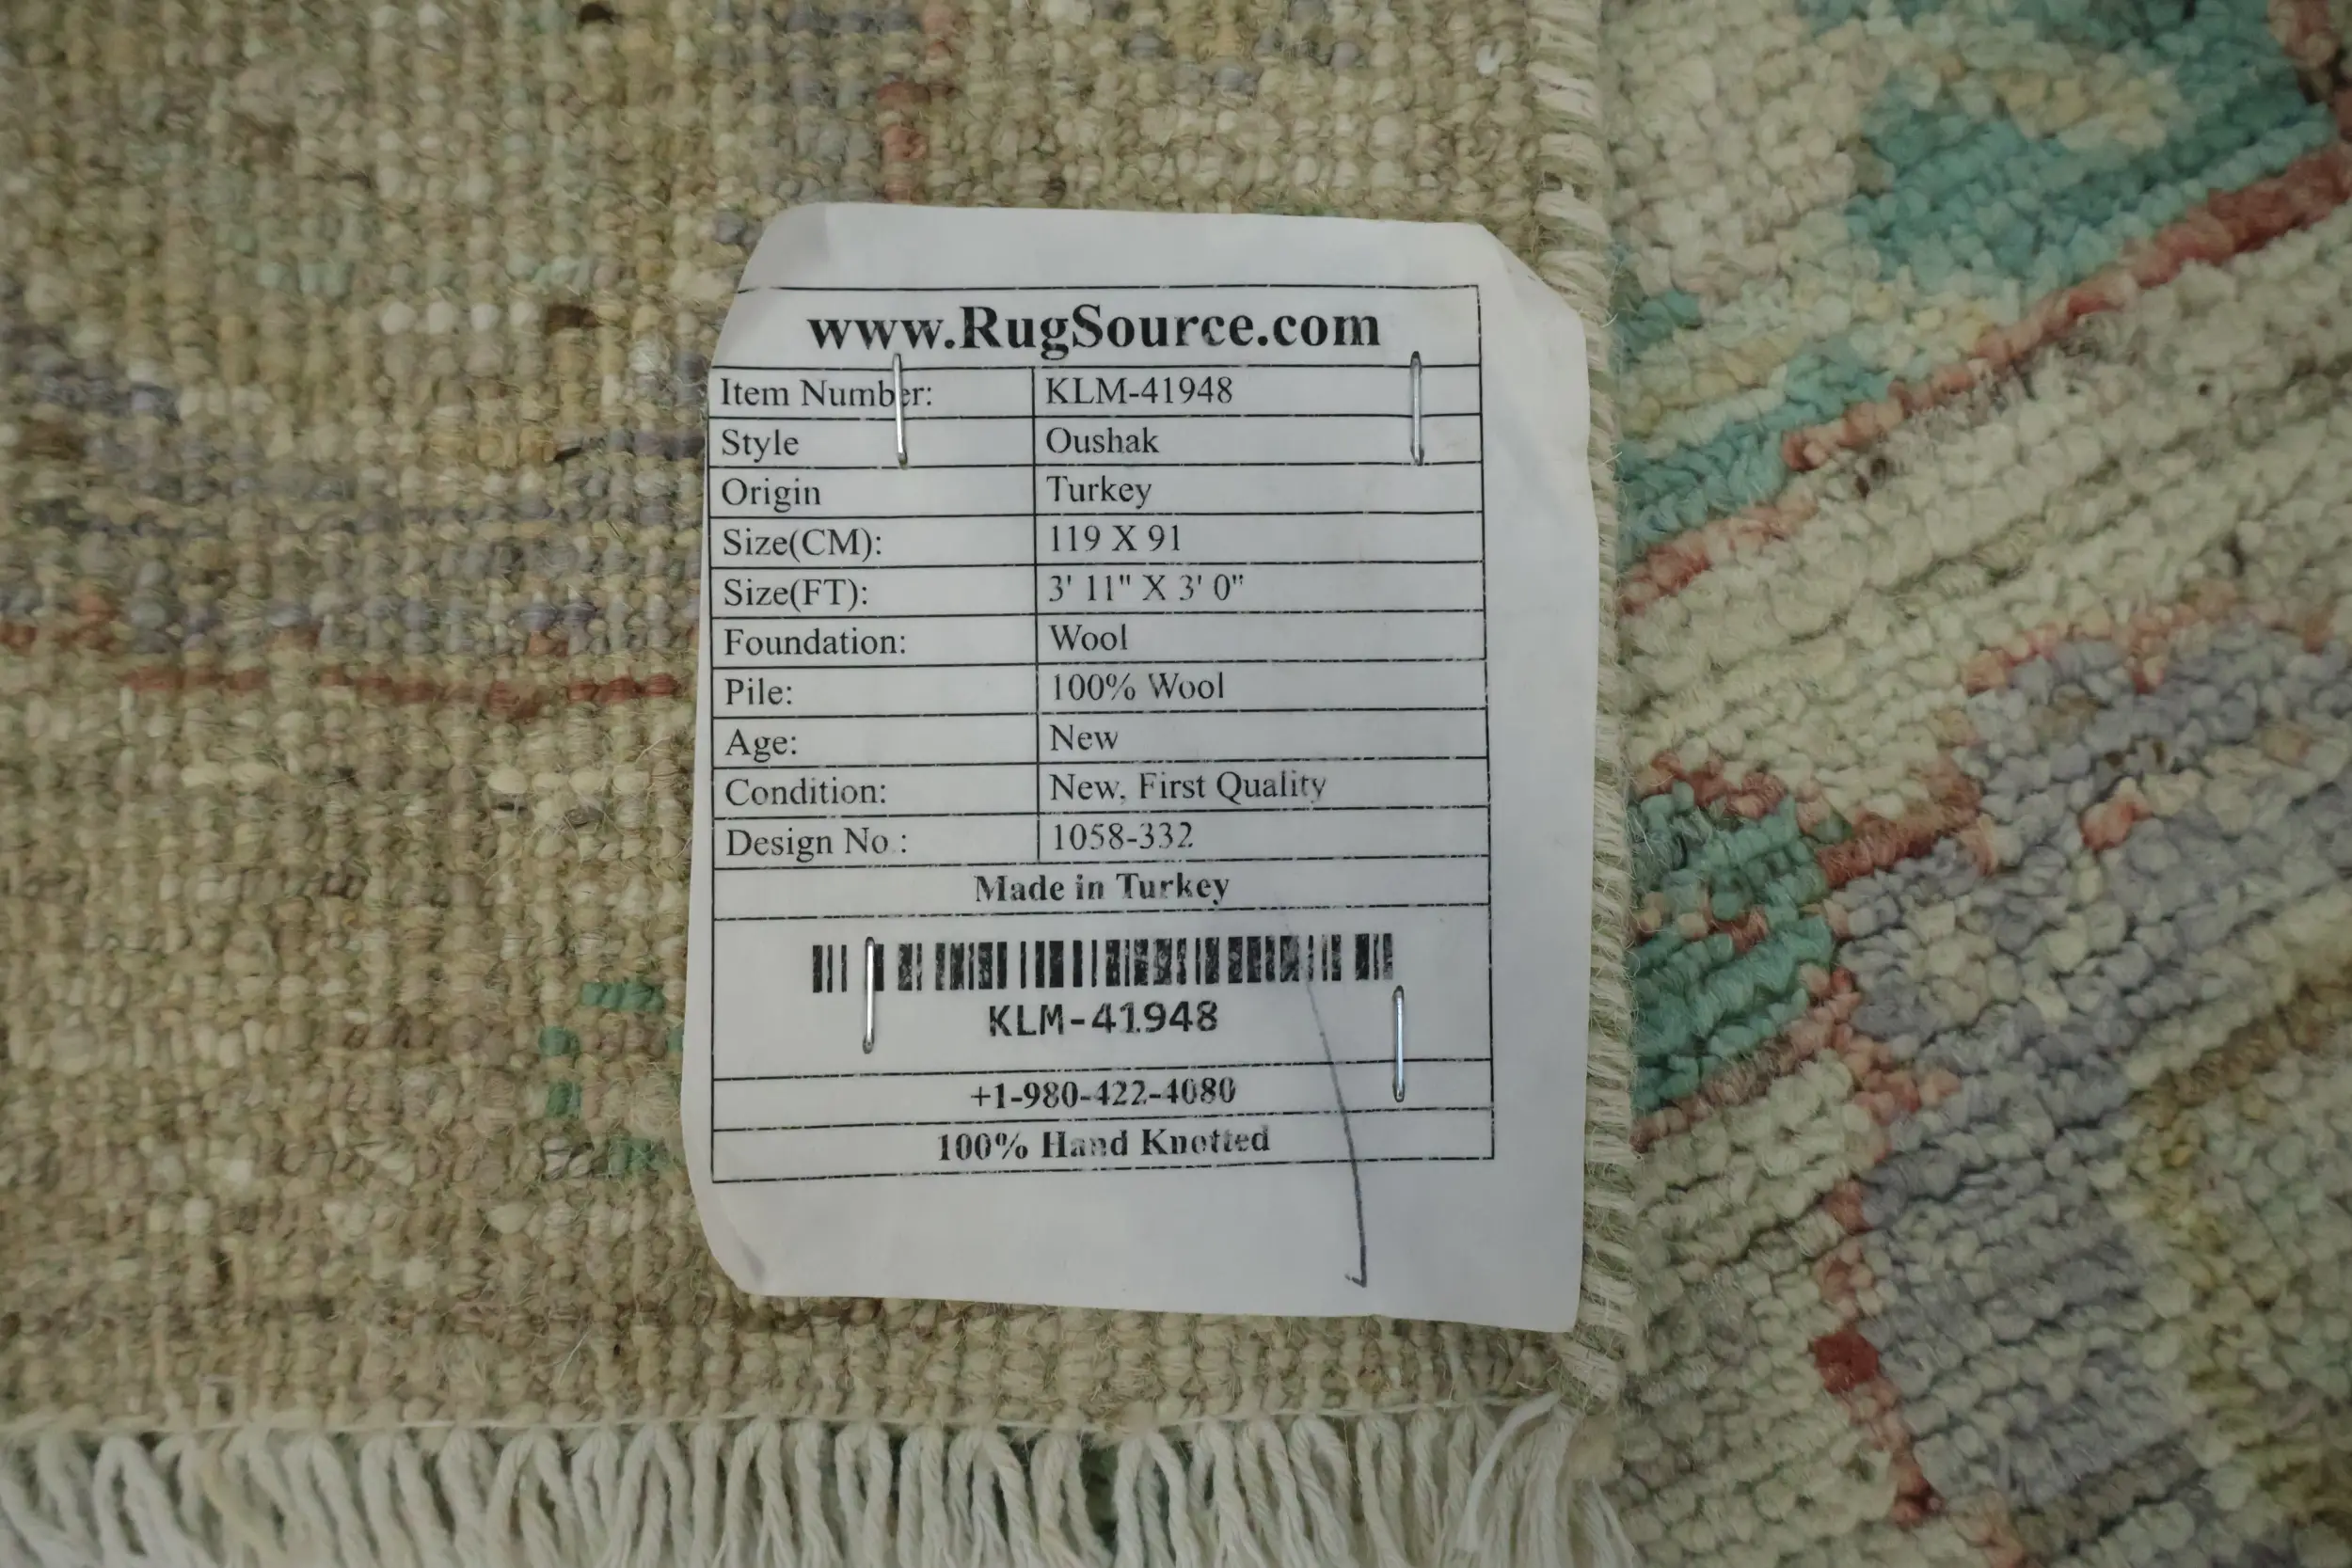 www.RugSource.com
Item Number: KLM-41948
Style Oushak
Origin Turkey
Size(CM): 119 X 91
Size(FT): 3' 11" X 3' 0"
Foundation: Wool
Pile: 100% Wool
Age: New
Condition: New, First Quality
Design No : 1058-332
Made in Turkey
KLM-41948
+1-980-422-4080
100% Hand Knotted